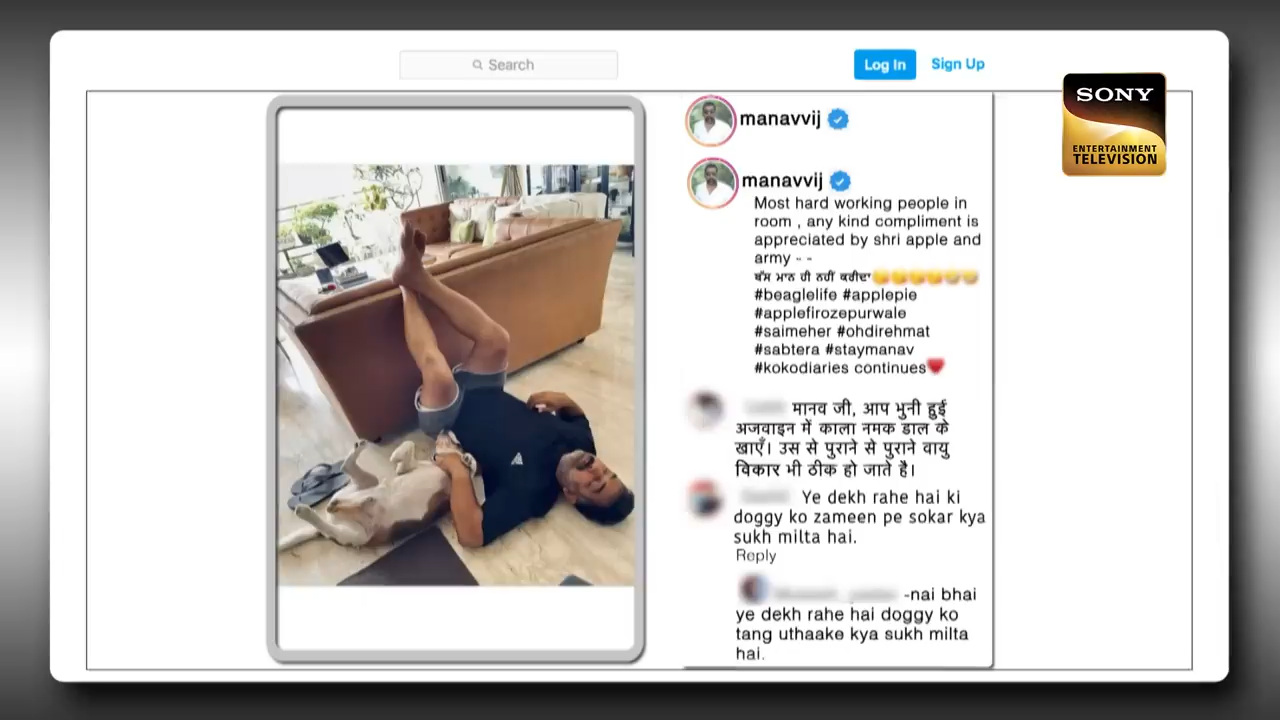 Search
Log In
Sign Up
SONY
ENTERTAINMENT
TELEVISION
manavvij
manavvij
Most hard working people in
room , any kind compliment is
appreciated by shri apple and
army - -
ਬੱਸ ਮਾਨ ਹੀ ਨਹੀਂ ਕਰੀਦਾ😄😄😄😄😄😄
#beaglelife #applepie
#applefirozepurwale
#saimeher #ohdirehmat
#sabtera #staymanav
#kokodiaries continues❤️
मानव जी, आप भुनी हुई
अजवाइन में काला नमक डाल के
खाएँ। उस से पुराने से पुराने वायु
विकार भी ठीक हो जाते है।
Ye dekh rahe hai ki
doggy ko zameen pe sokar kya
sukh milta hai.
Reply
-nai bhai
ye dekh rahe hai doggy ko
tang uthaake kya sukh milta
hai.